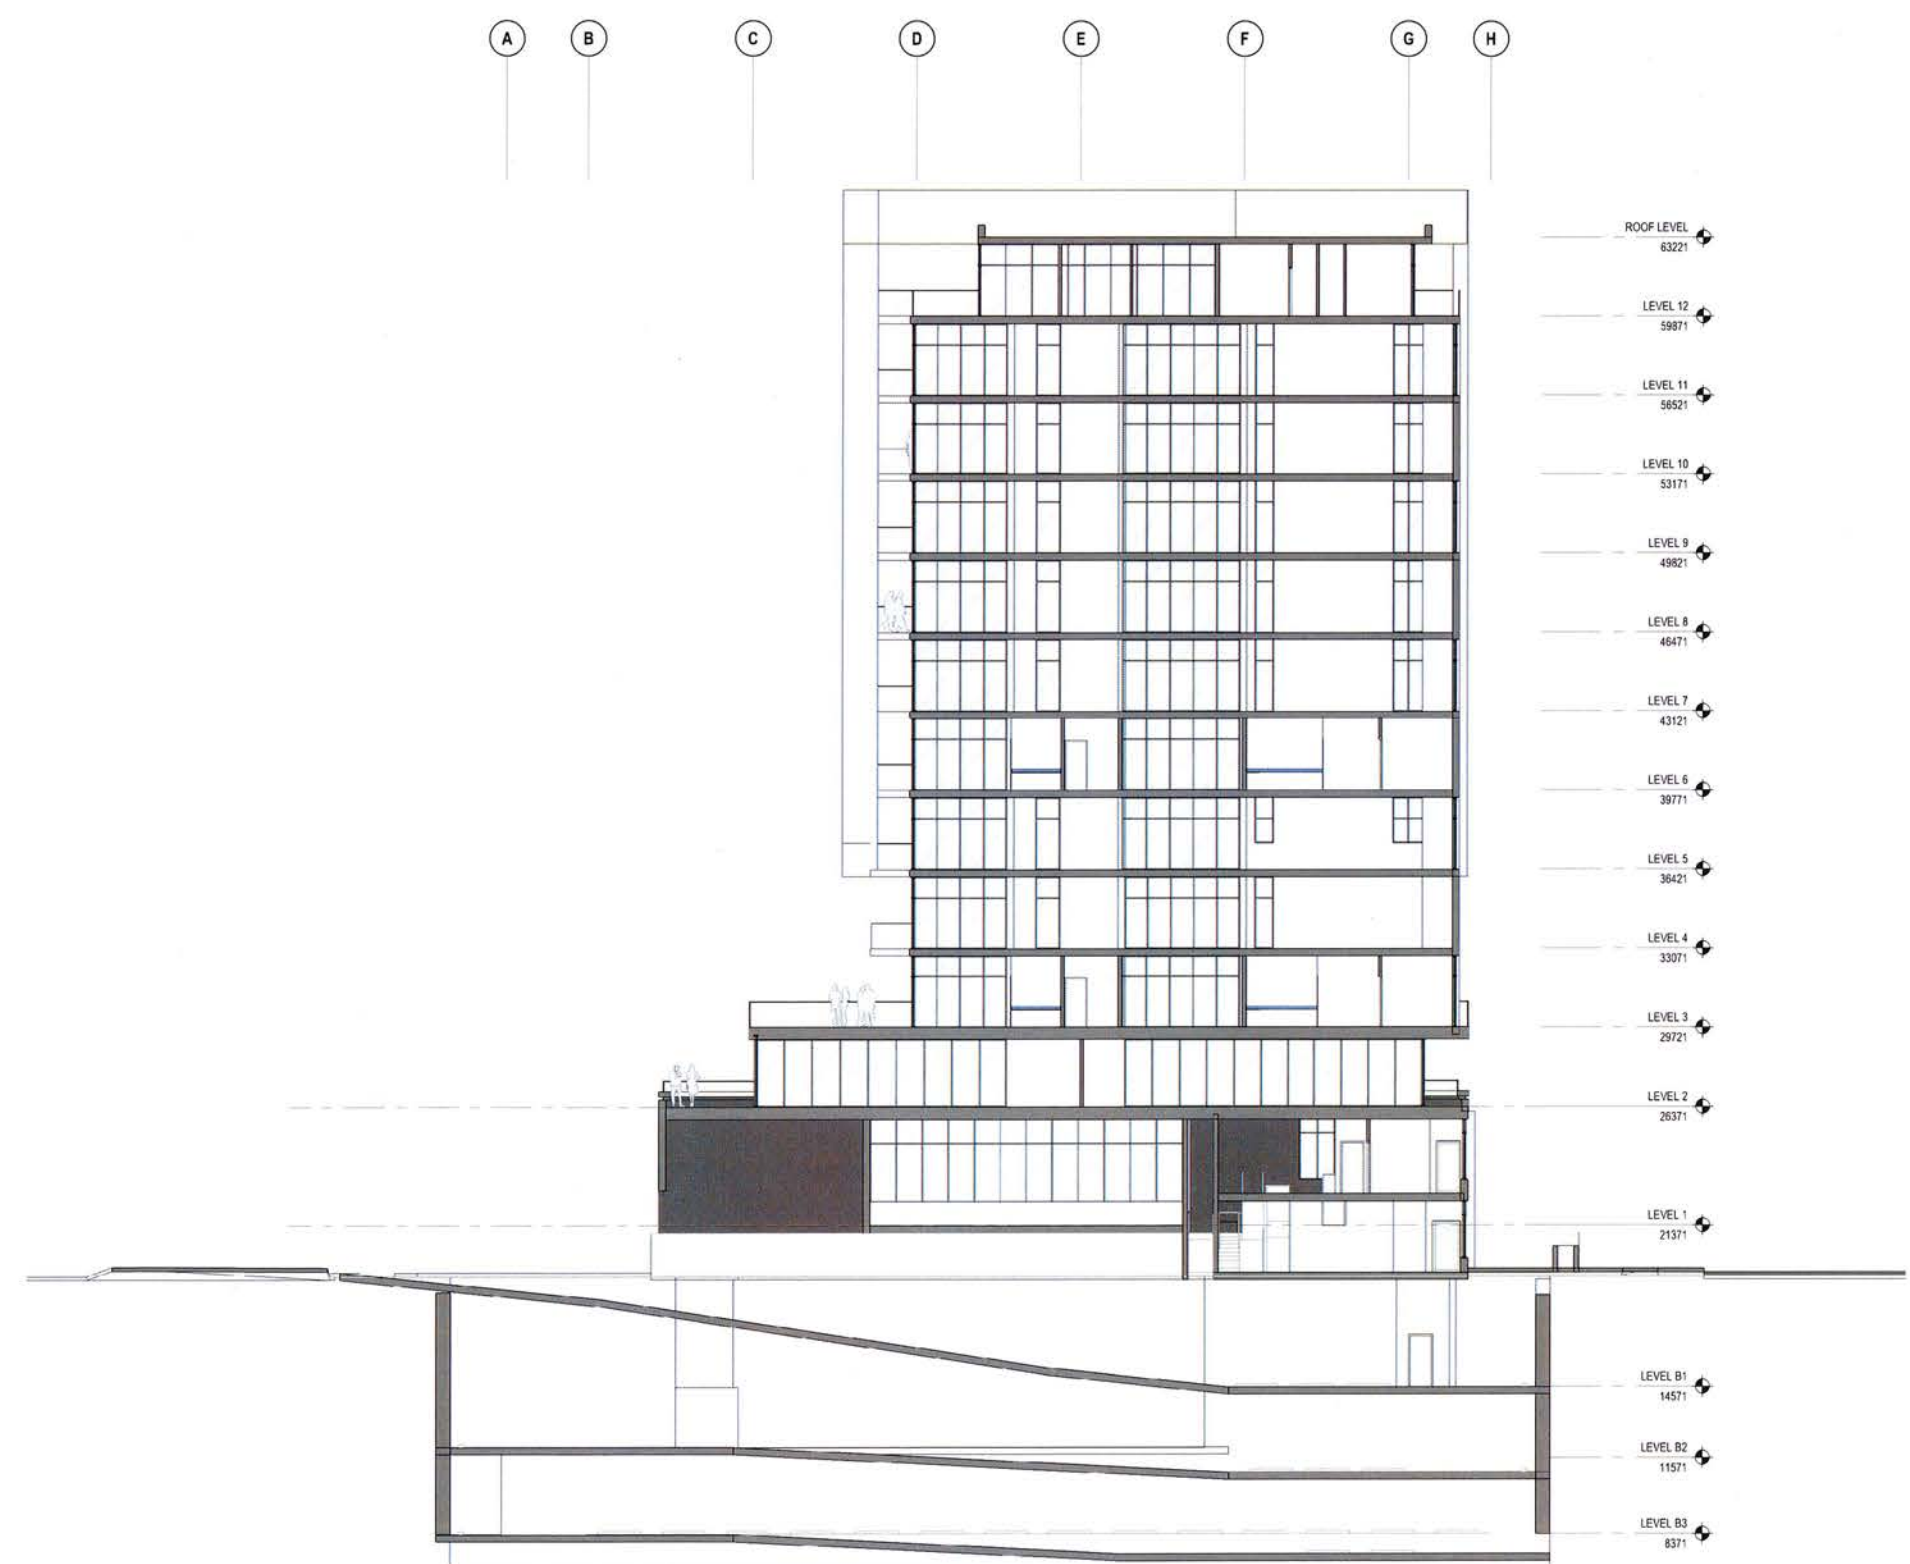 A B C D E F G H
ROOF LEVEL
63221
LEVEL 12
59871
LEVEL 11
56521
LEVEL 10
53171
LEVEL 9
49821
LEVEL 8
46471
LEVEL 7
43121
LEVEL 6
39771
LEVEL 5
36421
LEVEL 4
33071
LEVEL 3
29721
LEVEL 2
26371
LEVEL 1
21371
LEVEL B1
14571
LEVEL B2
11571
LEVEL B3
8371